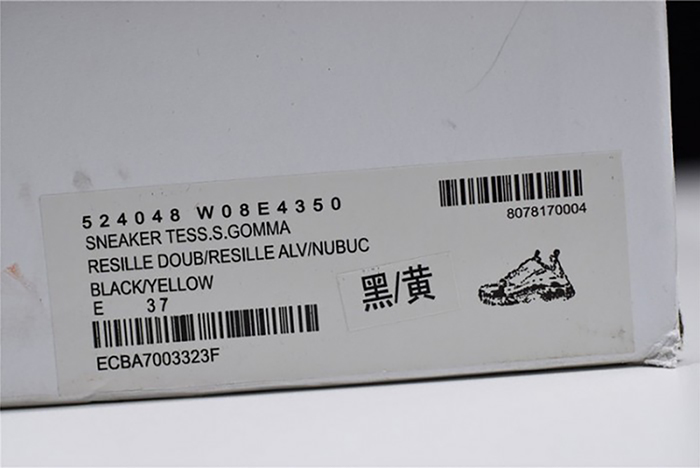 524048 W08E4350
SNEAKER TESS.S.GOMMA
RESILLE DOUB/RESILLE ALV/NUBUC
BLACK/YELLOW
E 37
ECBA7003323F
8078170004
黑/黄